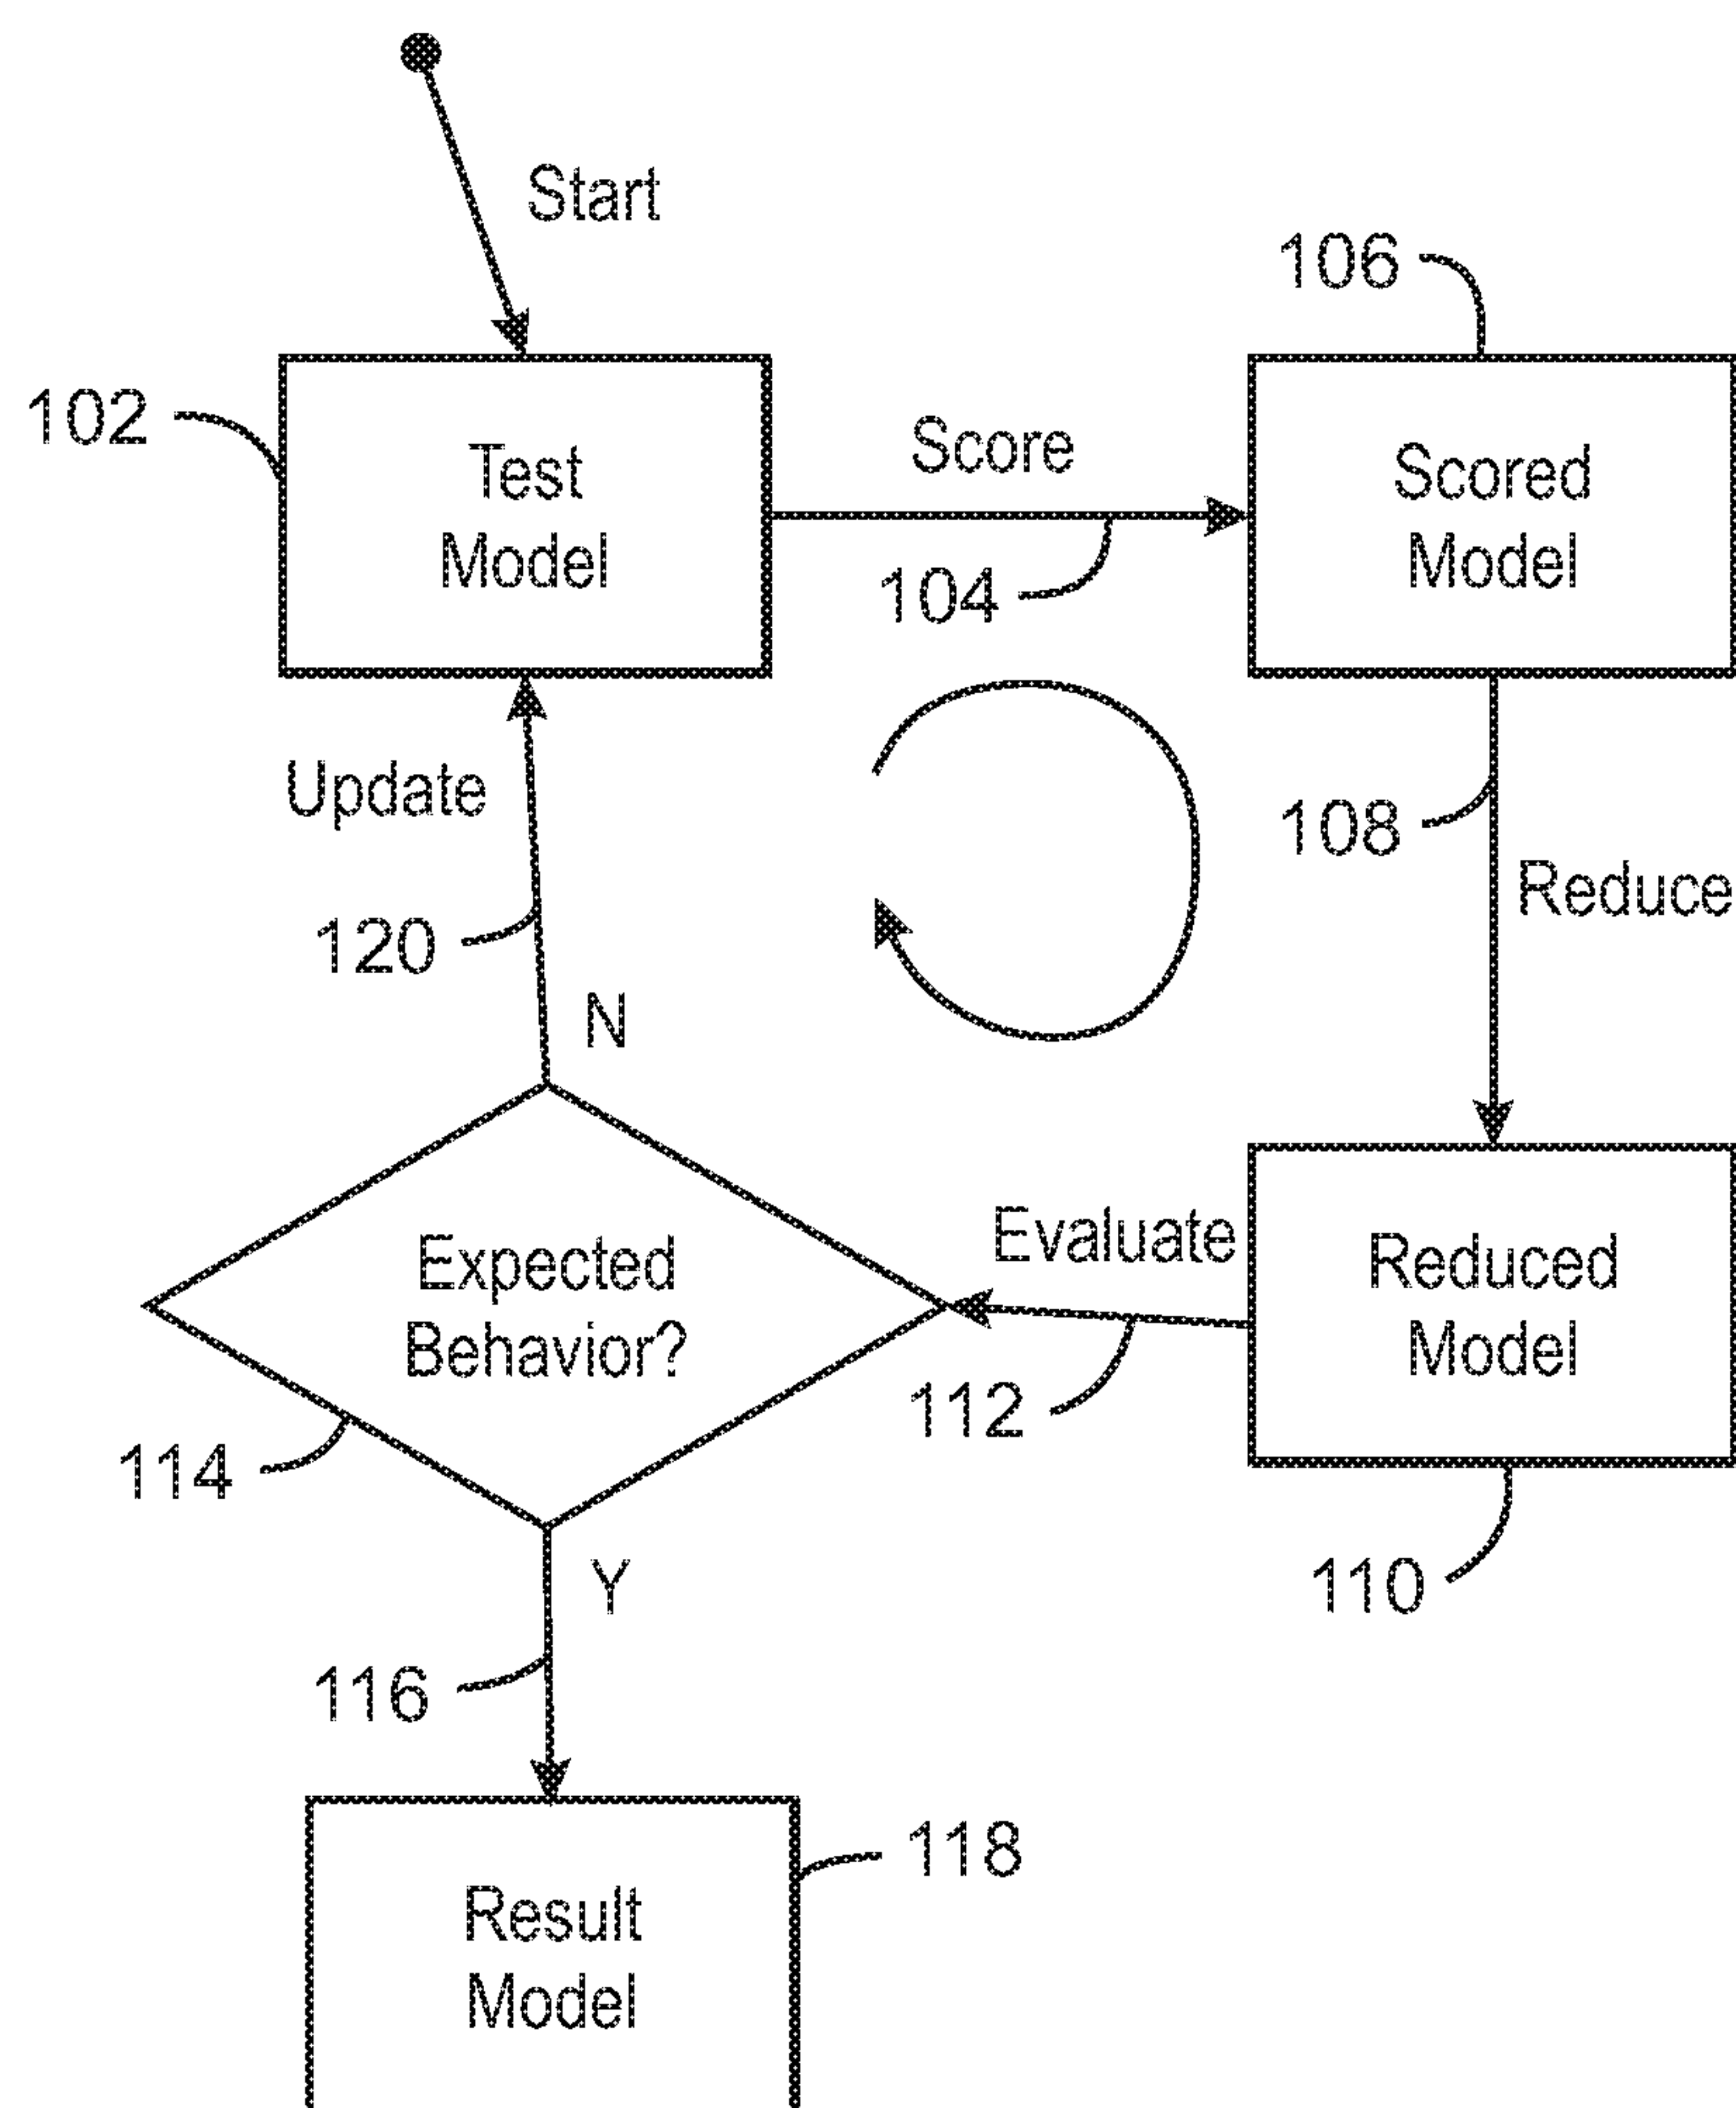 Start
106
102
Test
Model
Score
104
Scored
Model
Update
108
Reduce
120
N
Expected
Behavior?
Evaluate
112
Reduced
Model
114
110
Y
116
118
Result
Model